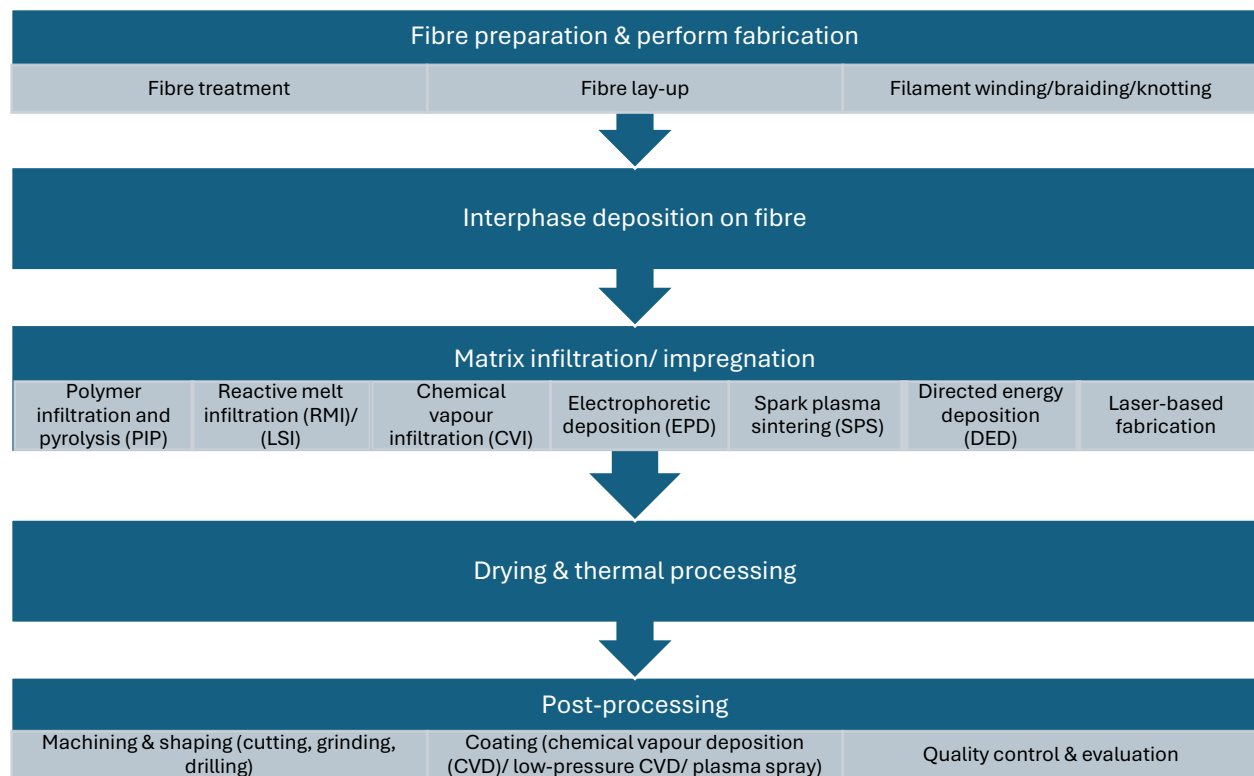 Fibre preparation & perform fabrication
Fibre treatment
Fibre lay-up
Filament winding/braiding/knotting
Interphase deposition on fibre
Matrix infiltration/ impregnation
Polymer
infiltration and
pyrolysis (PIP)
Reactive melt
infiltration (RMI)/
(LSI)
Chemical
vapour
infiltration (CVI)
Electrophoretic
deposition (EPD)
Spark plasma
sintering (SPS)
Directed energy
deposition
(DED)
Laser-based
fabrication
Drying & thermal processing
Post-processing
Machining & shaping (cutting, grinding,
drilling)
Coating (chemical vapour deposition
(CVD)/ low-pressure CVD/ plasma spray)
Quality control & evaluation